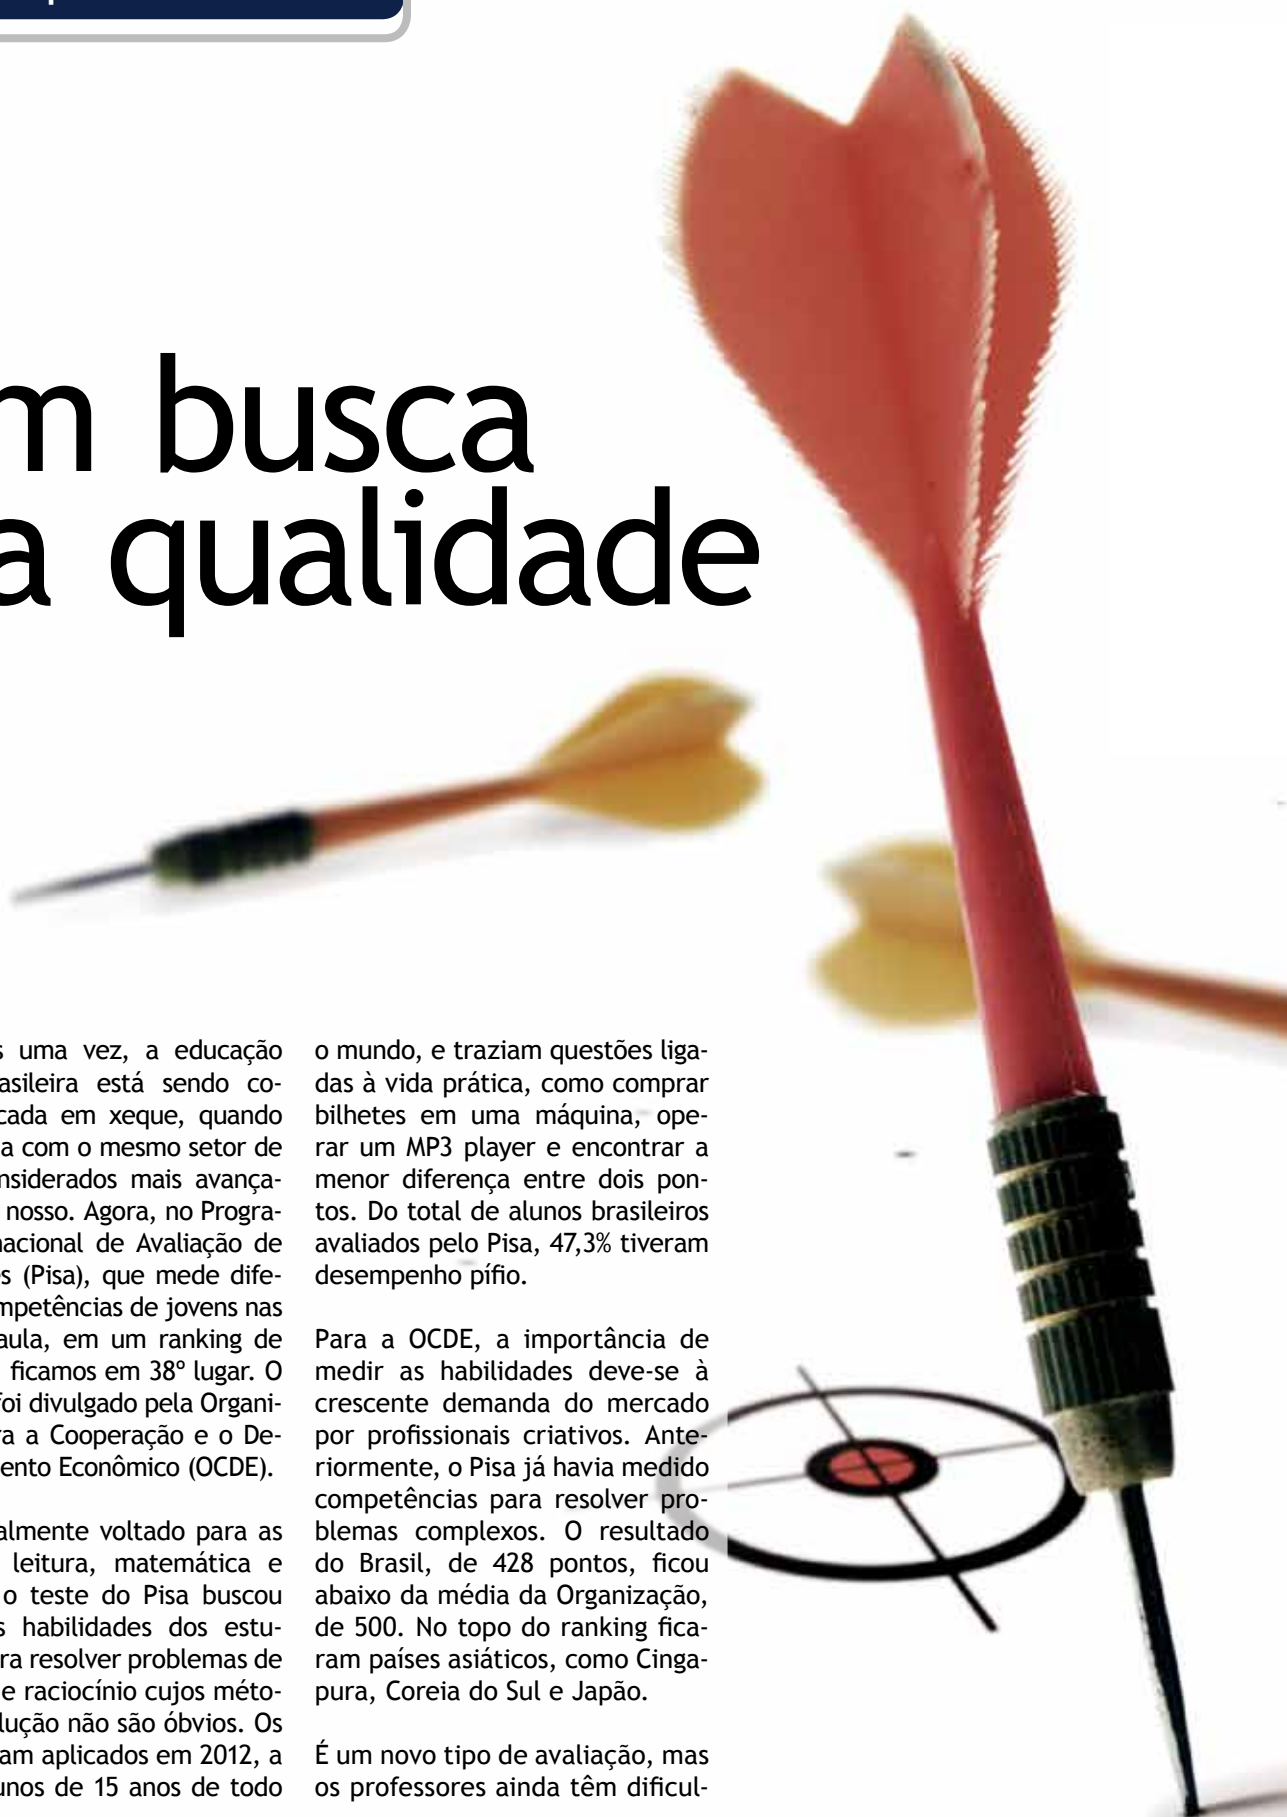 m busca
a qualidade
s uma vez, a educação
asileira está sendo co-
cada em xeque, quando
a com o mesmo setor de
nsiderados mais avança-
nosso. Agora, no Progra-
nacional de Avaliação de
s (Pisa), que mede dife-
mpetências de jovens nas
aula, em um ranking de
ficamos em 38º lugar. O
foi divulgado pela Organi-
ra a Cooperação e o De-
ento Econômico (OCDE).
almente voltado para as
leitura, matemática e
o teste do Pisa buscou
s habilidades dos estu-
ra resolver problemas de
e raciocínio cujos méto-
lução não são óbvios. Os
am aplicados em 2012, a
unos de 15 anos de todo
o mundo, e traziam questões liga-
das à vida prática, como comprar
bilhetes em uma máquina, ope-
rar um MP3 player e encontrar a
menor diferença entre dois pon-
tos. Do total de alunos brasileiros
avaliados pelo Pisa, 47,3% tiveram
desempenho pífio.
Para a OCDE, a importância de
medir as habilidades deve-se à
crescente demanda do mercado
por profissionais criativos. Ante-
riormente, o Pisa já havia medido
competências para resolver pro-
blemas complexos. O resultado
do Brasil, de 428 pontos, ficou
abaixo da média da Organização,
de 500. No topo do ranking fica-
ram países asiáticos, como Cinga-
pura, Coreia do Sul e Japão.
É um novo tipo de avaliação, mas
os professores ainda têm dificul-